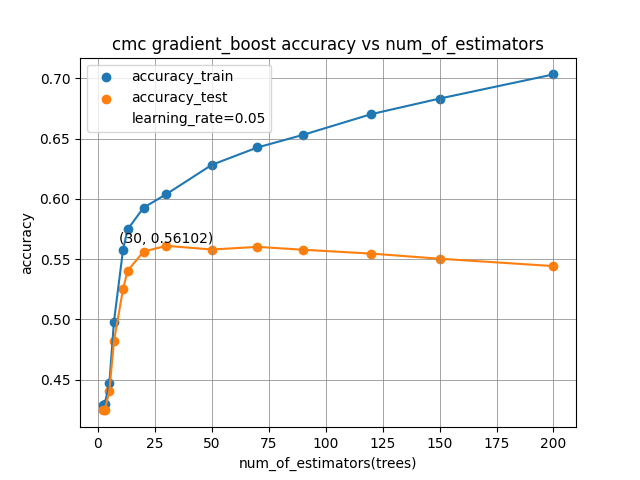 cmc gradient_boost accuracy vs num_of_estimators
accuracy_train
accuracy_test
learning_rate=0.05
(30, 0.56102)
0.70
0.65
0.60
0.55
0.50
0.45
accuracy
0 25 50 75 100 125 150 175 200
num_of_estimators(trees)